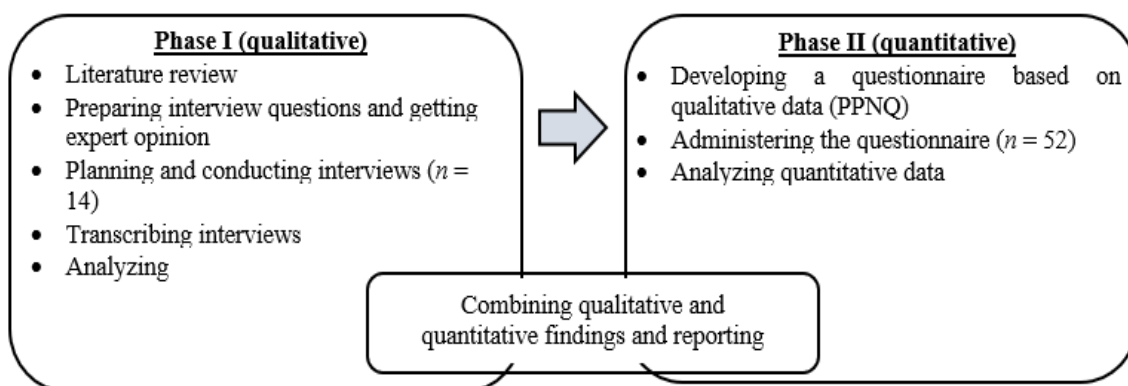 Phase I (qualitative)
• Literature review
• Preparing interview questions and getting
expert opinion
• Planning and conducting interviews (n =
14)
• Transcribing interviews
• Analyzing
Phase II (quantitative)
• Developing a questionnaire based on
qualitative data (PPNQ)
• Administering the questionnaire (n = 52)
• Analyzing quantitative data
Combining qualitative and
quantitative findings and reporting